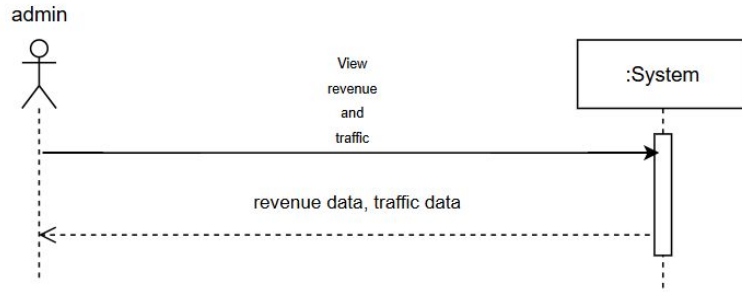 admin
:System
View
revenue
and
traffic
revenue data, traffic data